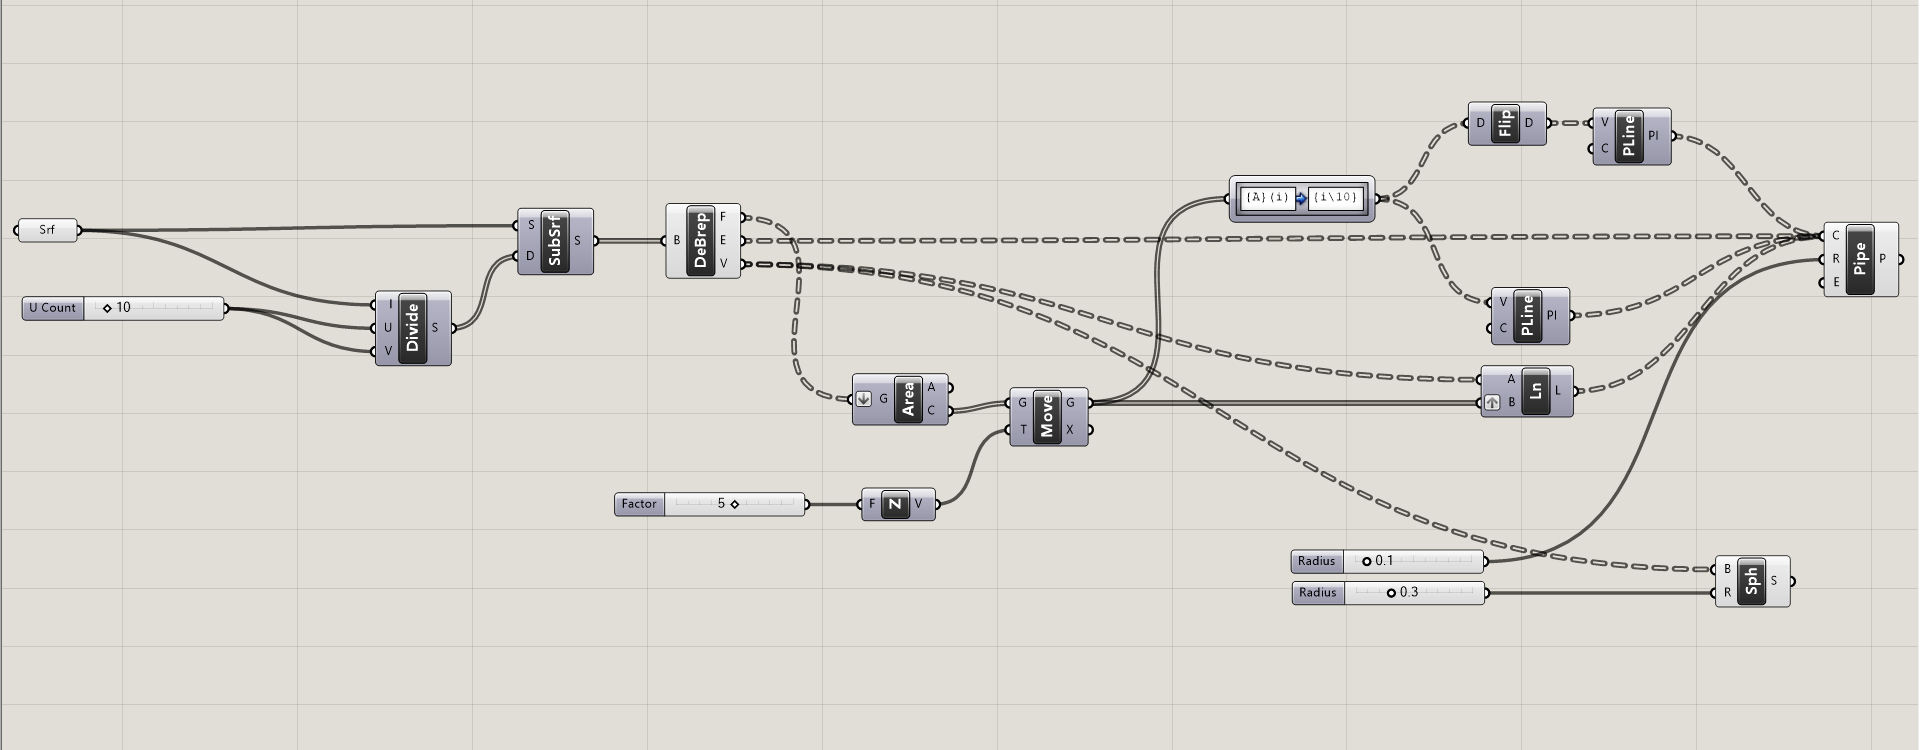 Srf
U Count 10
I U V Divide S
S D SubSrf S
B DeBrep F E V
G Area A C
Factor 5
F Z V
G T Move G X
{A}(i) {i\10}
D Flip D
V C PLine Pl
V C PLine Pl
A B Ln L
C R E Pipe P
Radius 0.1
Radius 0.3
B R Sph S